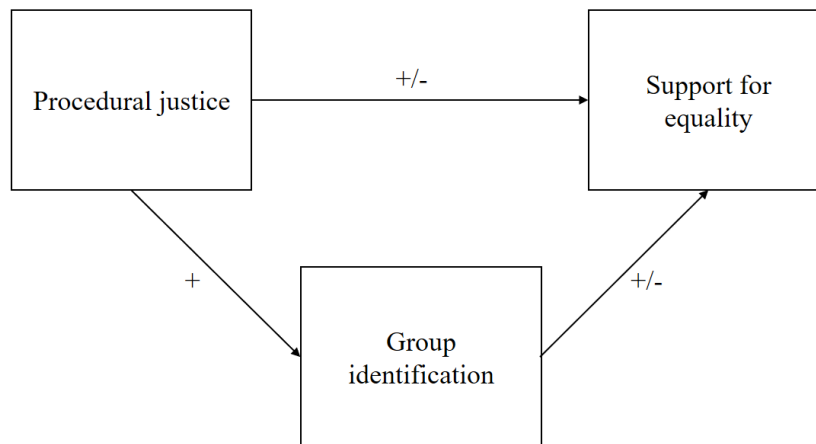 Procedural justice
+/-
Support for
equality
+
+/-
Group
identification